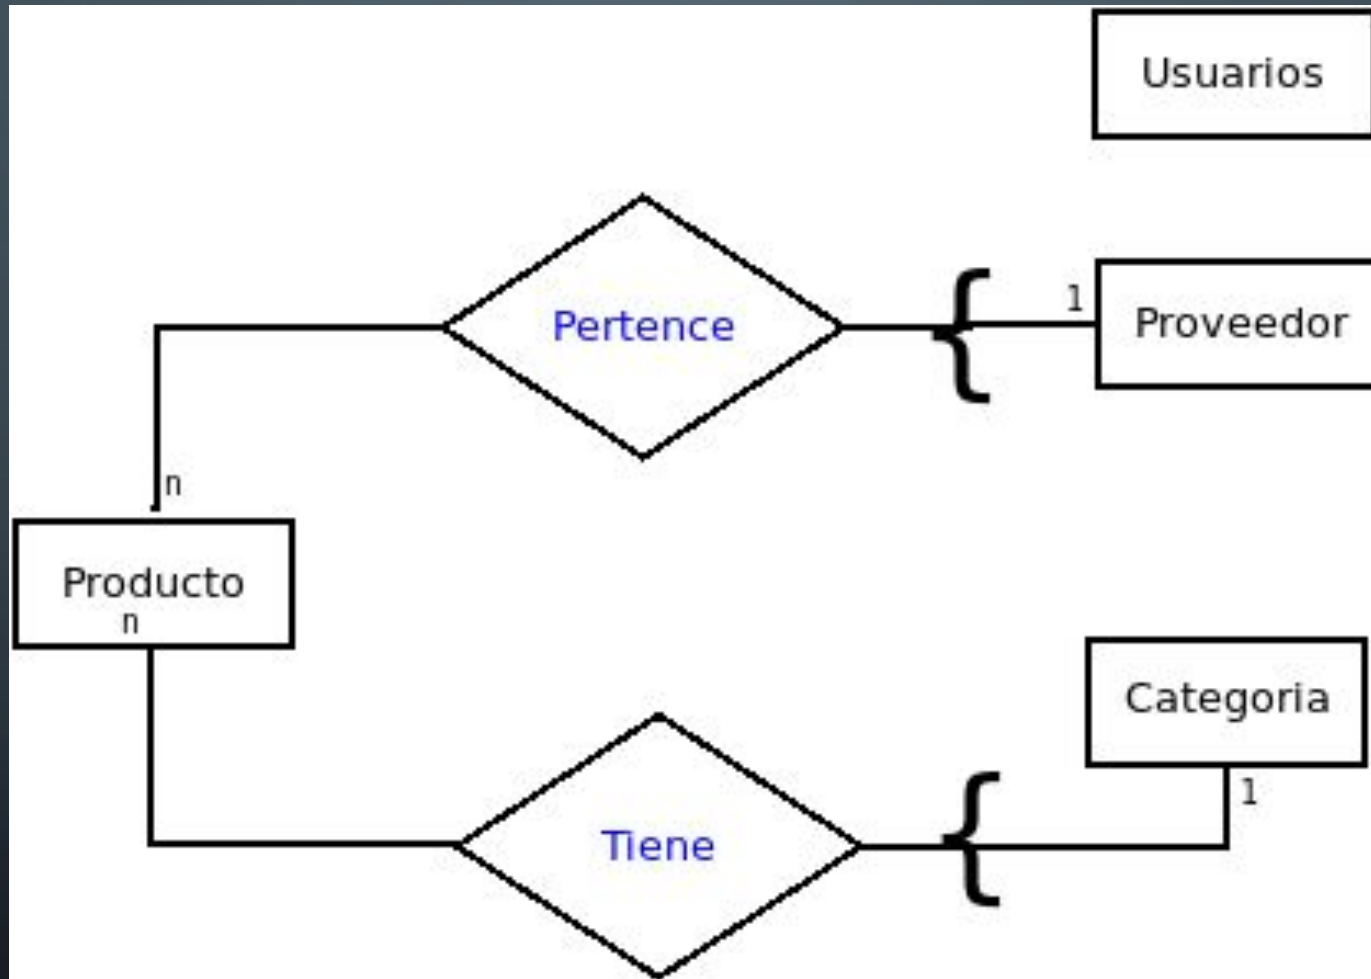 Usuarios
Pertence
{
1
Proveedor
n
Producto
n
Categoria
1
Tiene
{